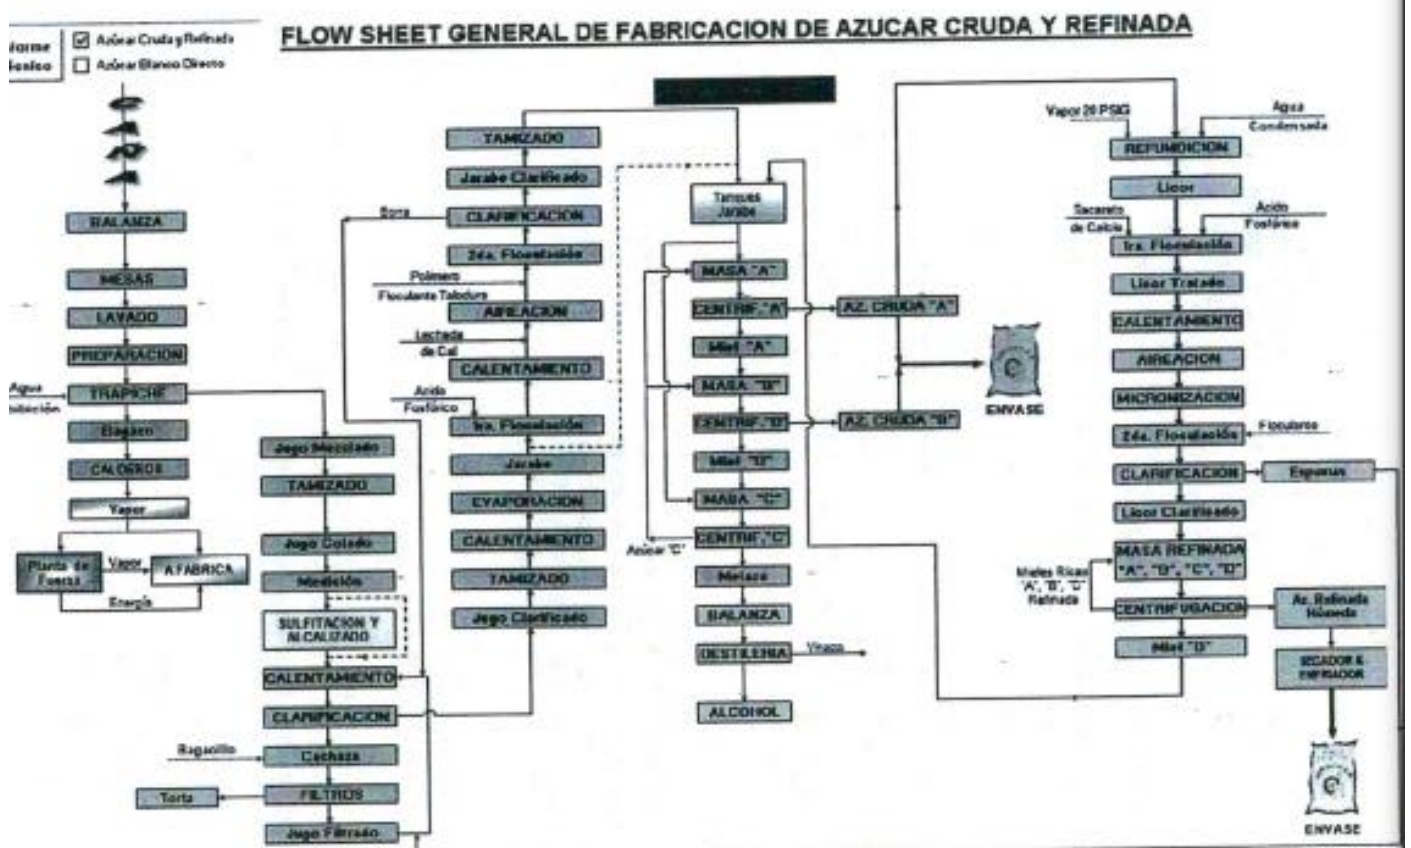 FLOW SHEET GENERAL DE FABRICACION DE AZUCAR CRUDA Y REFINADA
Azúcar Cruda y Refinada
Azúcar Blanco Directo
BALANZA
MESAS
LAVADO
PREPARACION
Agua
TRAPICHE
Bagazo
CALDEROS
Vapor
Planta de
Fuerza
Vapor
A FABRICA
Energía
Jugo Mezclado
TAMIZADO
Jugo Colado
Medición
SULFITACION Y
ALCALIZADO
CALENTAMIENTO
CLARIFICACION
Bagacillo
Cachaza
Torta
FILTROS
Jugo Filtrado
TAMIZADO
Jarabe Clarificado
Borra
CLARIFICACION
2da. Floculación
Polímero
Floculante Talodura
AIREACION
Lechada
de Cal
CALENTAMIENTO
Acido
Fosfórico
1ra. Floculación
Jarabe
EVAPORACION
CALENTAMIENTO
TAMIZADO
Jugo Clarificado
Tanques
Jarabe
MASA "A"
CENTRIF."A"
AZ. CRUDA "A"
Miel "A"
MASA "B"
CENTRIF."B"
AZ. CRUDA "B"
Miel "B"
MASA "C"
CENTRIF."C"
Azúcar "C"
Melaza
BALANZA
DESTILERIA
Vinaza
ALCOHOL
ENVASE
Vapor 20 PSIG
Agua
Condensada
REFUNDICION
Licor
Sacarato
de Calcio
Acido
Fosfórico
1ra. Floculación
Licor Tratado
CALENTAMIENTO
AIREACION
MICRONIZACION
2da. Floculación
Floculante
CLARIFICACION
Espumas
Licor Clarificado
MASA REFINADA
"A", "B", "C", "D"
Mieles Ricas
"A", "B", "C"
Refinada
CENTRIFUGACION
Az. Refinada
Húmeda
Miel "D"
SECADOR &
ENFRIADOR
ENVASE